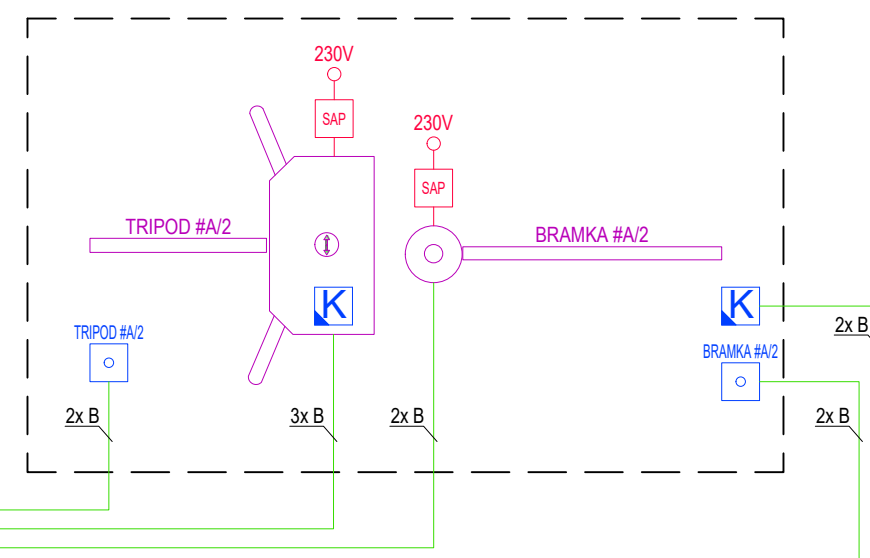 230V
SAP
230V
SAP
TRIPOD #A/2
BRAMKA #A/2
K
K
2x B
TRIPOD #A/2
BRAMKA #A/2
2x B
3x B
2x B
2x B